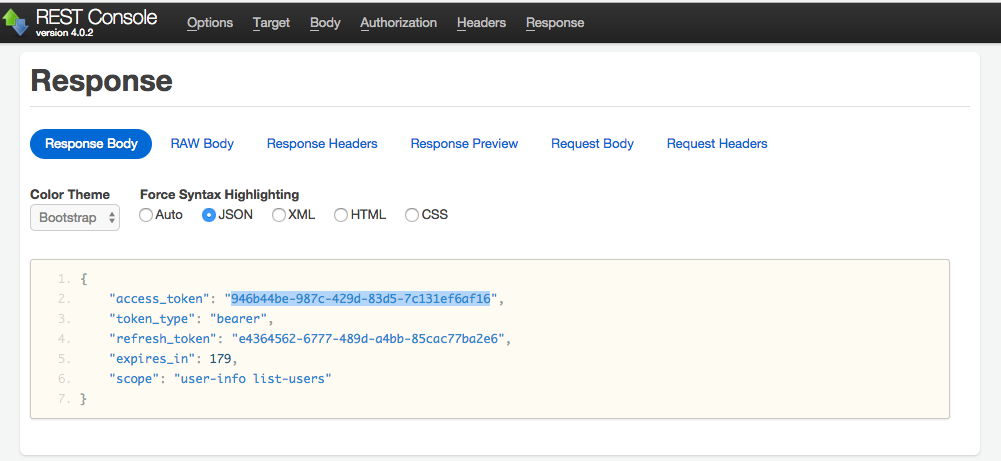 REST Console
version 4.0.2
Options Target Body Authorization Headers Response
Response
Response Body RAW Body Response Headers Response Preview Request Body Request Headers
Color Theme Force Syntax Highlighting
Bootstrap Auto JSON XML HTML CSS
1. {
2. "access_token": "946b44be-987c-429d-83d5-7c131ef6af16",
3. "token_type": "bearer",
4. "refresh_token": "e4364562-6777-489d-a4bb-85cac77ba2e6",
5. "expires_in": 179,
6. "scope": "user-info list-users"
7. }